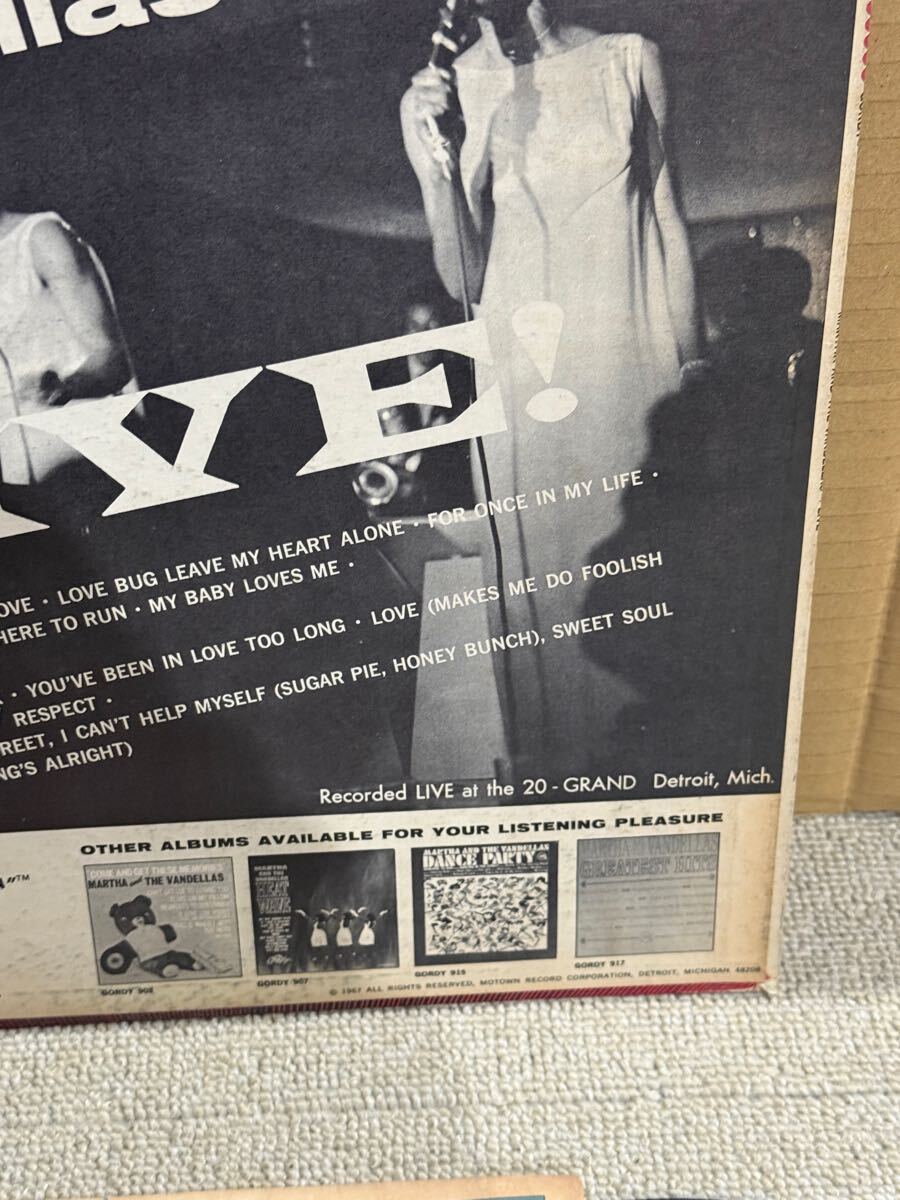 llas
VE!
OVE • LOVE BUG LEAVE MY HEART ALONE • FOR ONCE IN MY LIFE •
HERE TO RUN • MY BABY LOVES ME •
• YOU'VE BEEN IN LOVE TOO LONG • LOVE (MAKES ME DO FOOLISH
RESPECT •
REET, I CAN'T HELP MYSELF (SUGAR PIE, HONEY BUNCH), SWEET SOUL
NG'S ALRIGHT)
Recorded LIVE at the 20 - GRAND Detroit, Mich.
OTHER ALBUMS AVAILABLE FOR YOUR LISTENING PLEASURE
A"™
COME AND GET THESE MEMORIES
MARTHA and THE VANDELLAS
MARTHA AND THE VANDELLAS
HEAT WAVE
MARTHA AND THE VANDELLAS
DANCE PARTY
MARTHA & VANDELLAS
GREATEST HITS
GORDY 902
GORDY 907
GORDY 915
GORDY 917
© 1967 ALL RIGHTS RESERVED, MOTOWN RECORD CORPORATION, DETROIT, MICHIGAN 48208